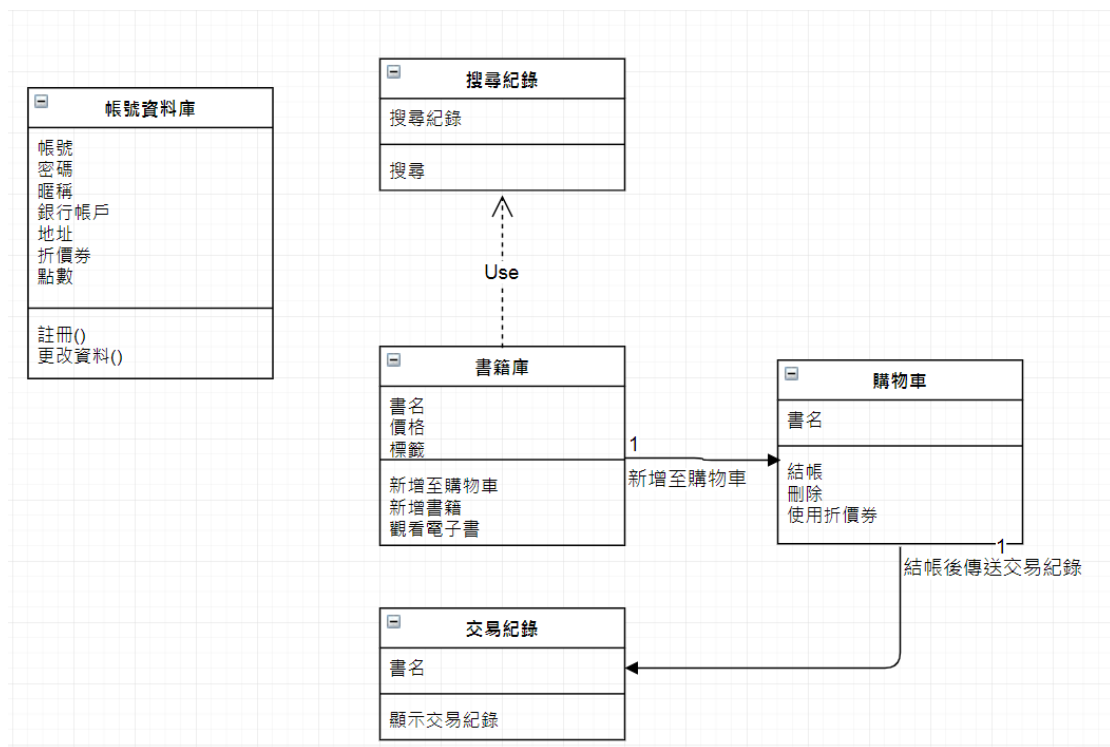 帳號資料庫
帳號
密碼
暱稱
銀行帳戶
地址
折價券
點數
註冊()
更改資料()
搜尋紀錄
搜尋紀錄
搜尋
Use
書籍庫
書名
價格
標籤
新增至購物車
新增書籍
觀看電子書
1
新增至購物車
購物車
書名
結帳
刪除
使用折價券
1
結帳後傳送交易紀錄
交易紀錄
書名
顯示交易紀錄